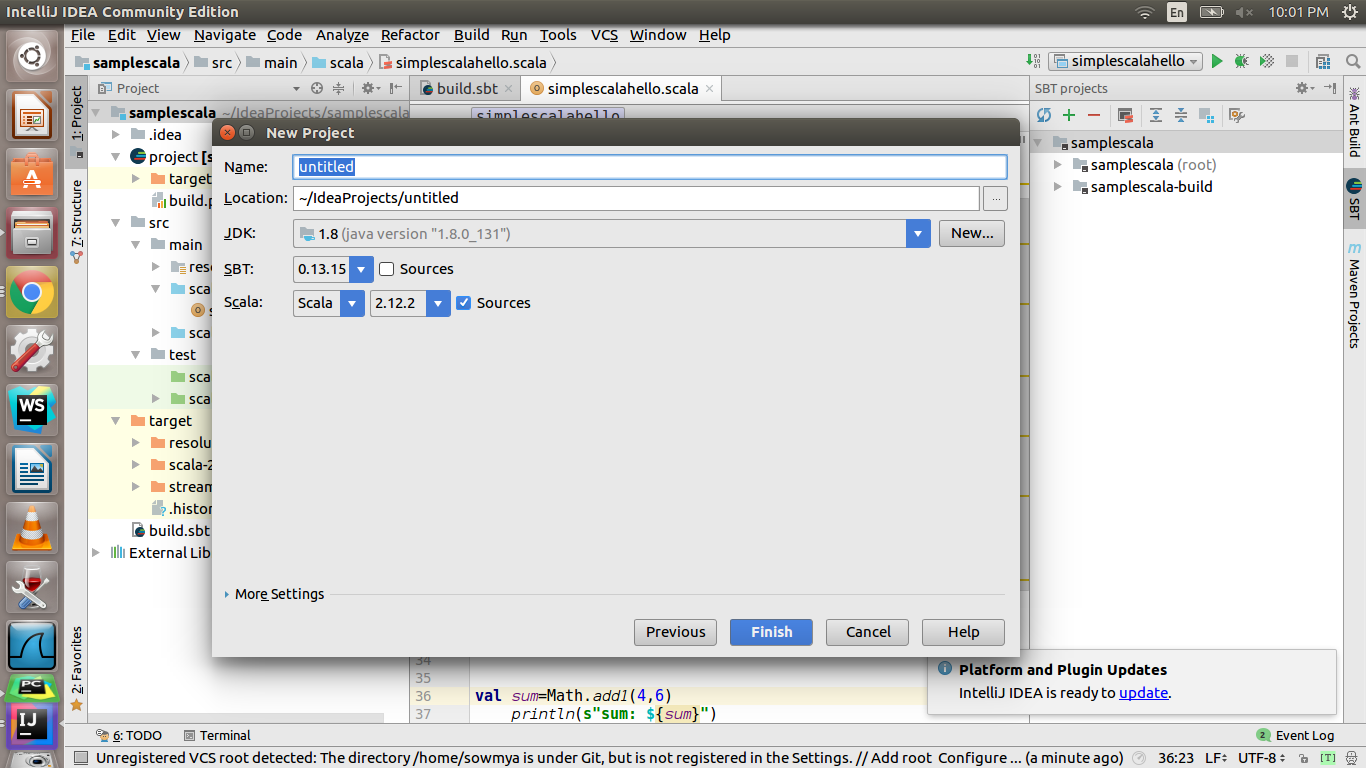 IntelliJ IDEA Community Edition
En
10:01 PM
File Edit View Navigate Code Analyze Refactor Build Run Tools VCS Window Help
samplescala src main scala simplescalahello.scala
simplescalahello
Project
build.sbt
simplescalahello.scala
SBT projects
1: Project
7: Structure
2: Favorites
samplescala ~/IdeaProjects/samplescala
.idea
project [s
target
build.p
src
main
reso
sca
s
sca
test
sca
sca
target
resolu
scala-2
stream
.histor
build.sbt
External Lib
simplescalahello
New Project
Name: untitled
Location: ~/IdeaProjects/untitled
...
JDK: 1.8 (java version "1.8.0_131")
New...
SBT: 0.13.15 Sources
Scala: Scala 2.12.2 Sources
More Settings
Previous Finish Cancel Help
34
35
36 val sum=Math.add1(4,6)
37 println(s"sum: ${sum}")
samplescala
samplescala (root)
samplescala-build
Ant Build
SBT
m Maven Projects
Platform and Plugin Updates
IntelliJ IDEA is ready to update.
6: TODO
Terminal
2 Event Log
Unregistered VCS root detected: The directory /home/sowmya is under Git, but is not registered in the Settings. // Add root Configure ... (a minute ago)
36:23 LF UTF-8 [T]
WS
PC
IJ